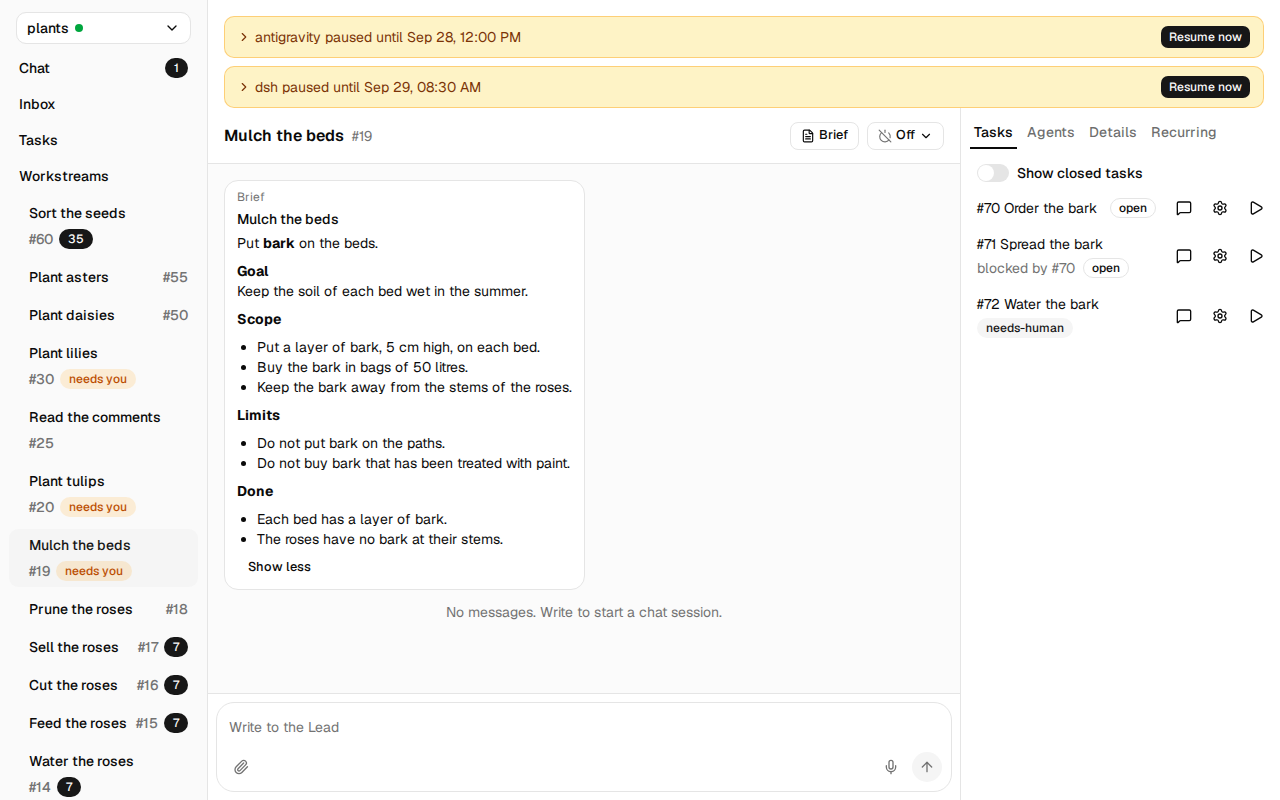 plants
Chat 1
Inbox
Tasks
Workstreams
Sort the seeds
#60 35
Plant asters #55
Plant daisies #50
Plant lilies
#30 needs you
Read the comments
#25
Plant tulips
#20 needs you
Mulch the beds
#19 needs you
Prune the roses #18
Sell the roses #17 7
Cut the roses #16 7
Feed the roses #15 7
Water the roses
#14 7
antigravity paused until Sep 28, 12:00 PM Resume now
dsh paused until Sep 29, 08:30 AM Resume now
Mulch the beds #19 Brief Off
Brief
Mulch the beds
Put bark on the beds.
Goal
Keep the soil of each bed wet in the summer.
Scope
• Put a layer of bark, 5 cm high, on each bed.
• Buy the bark in bags of 50 litres.
• Keep the bark away from the stems of the roses.
Limits
• Do not put bark on the paths.
• Do not buy bark that has been treated with paint.
Done
• Each bed has a layer of bark.
• The roses have no bark at their stems.
Show less
No messages. Write to start a chat session.
Write to the Lead
Tasks Agents Details Recurring
Show closed tasks
#70 Order the bark open
#71 Spread the bark
blocked by #70 open
#72 Water the bark
needs-human